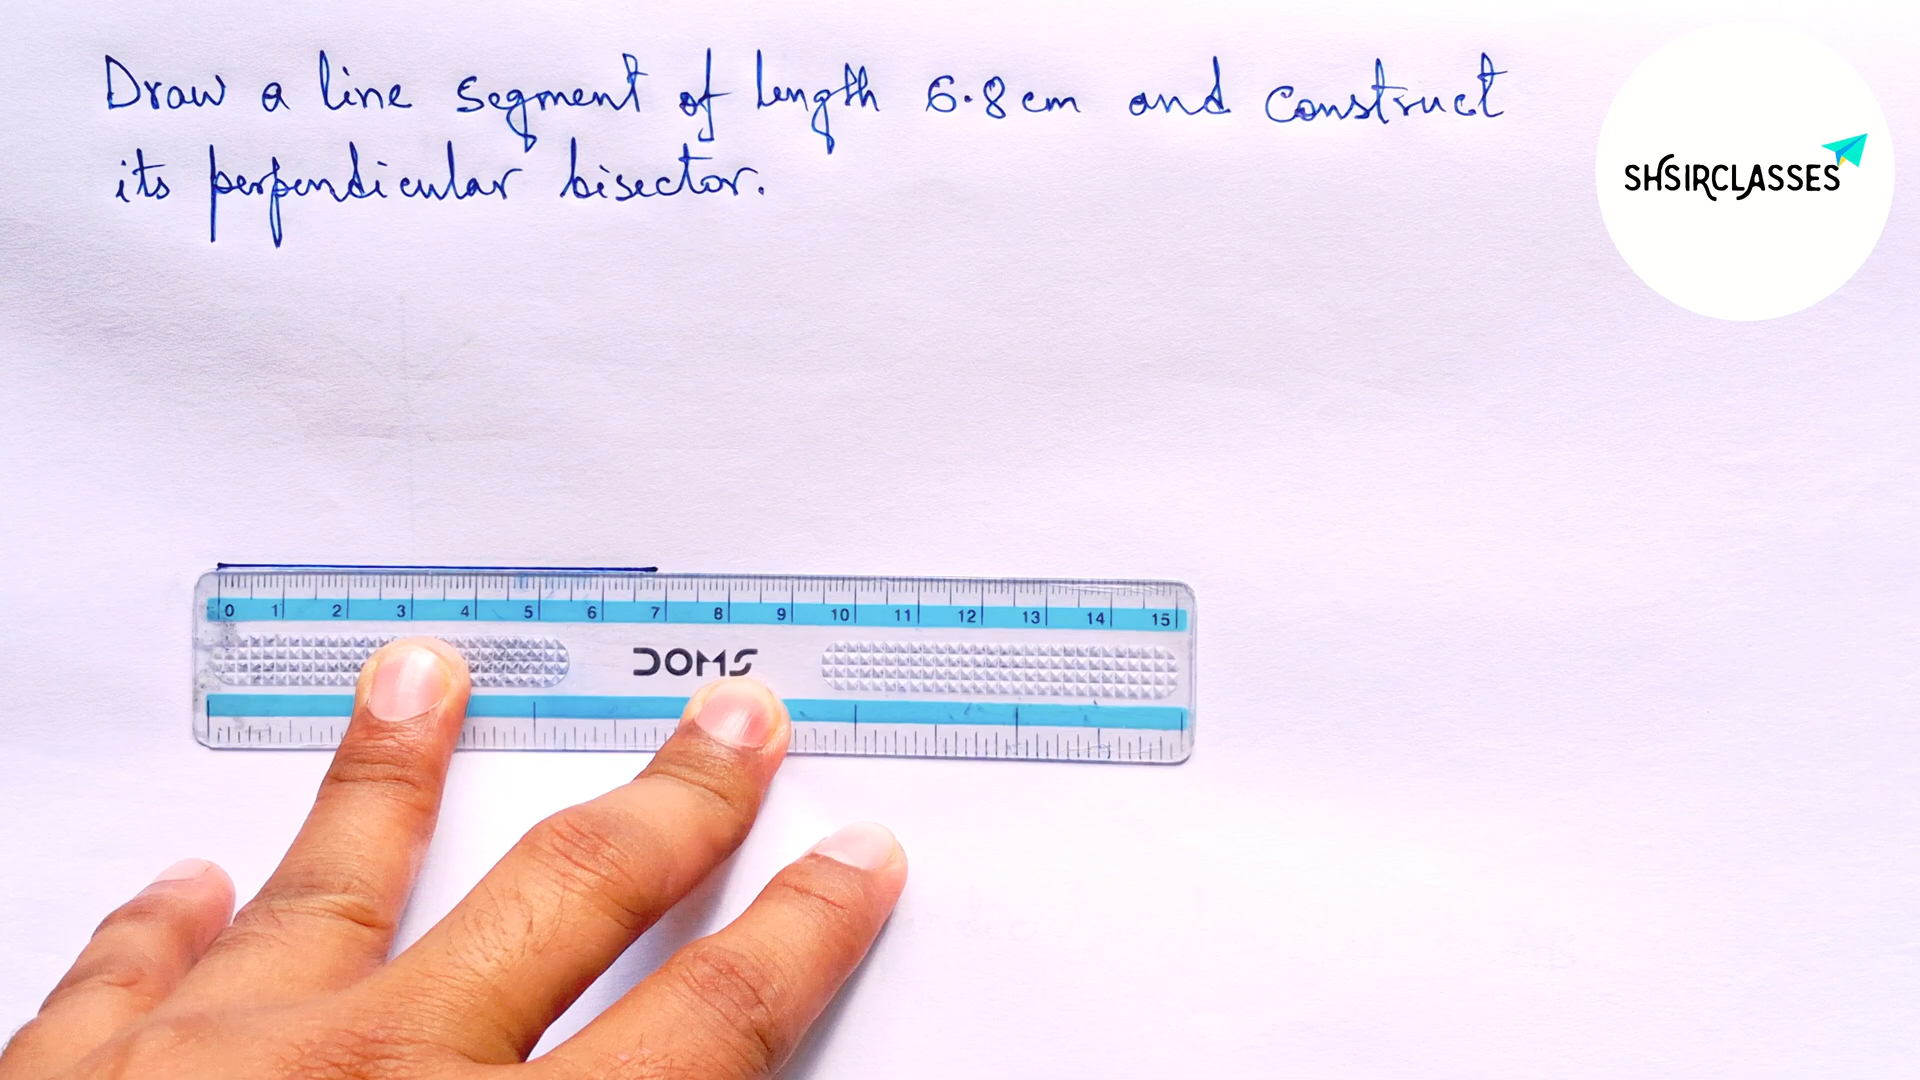 Draw a line segment of length 6.8 cm and construct
its perpendicular bisector.
SHSIRCLASSES
0 1 2 3 4 5 6 7 8 9 10 11 12 13 14 15
DOMS